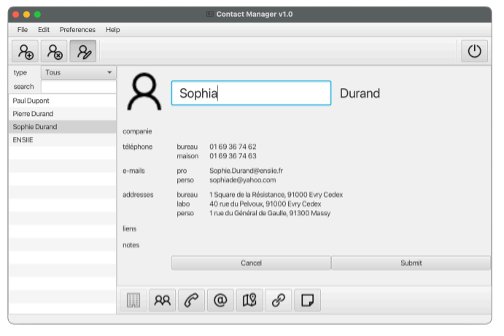 Contact Manager v1.0
File Edit Preferences Help
type Tous
search
Paul Dupont
Pierre Durand
Sophie Durand
ENSIIE
Sophia Durand
companie
téléphone bureau 01 69 36 74 62
maison 01 69 36 74 63
e-mails pro Sophie.Durand@ensiie.fr
perso sophiade@yahoo.com
addresses bureau 1 Square de la Résistance, 91000 Evry Cedex
labo 40 rue du Pelvoux, 91000 Evry Cedex
perso 1 rue du Général de Gaulle, 91300 Massy
liens
notes
Cancel Submit